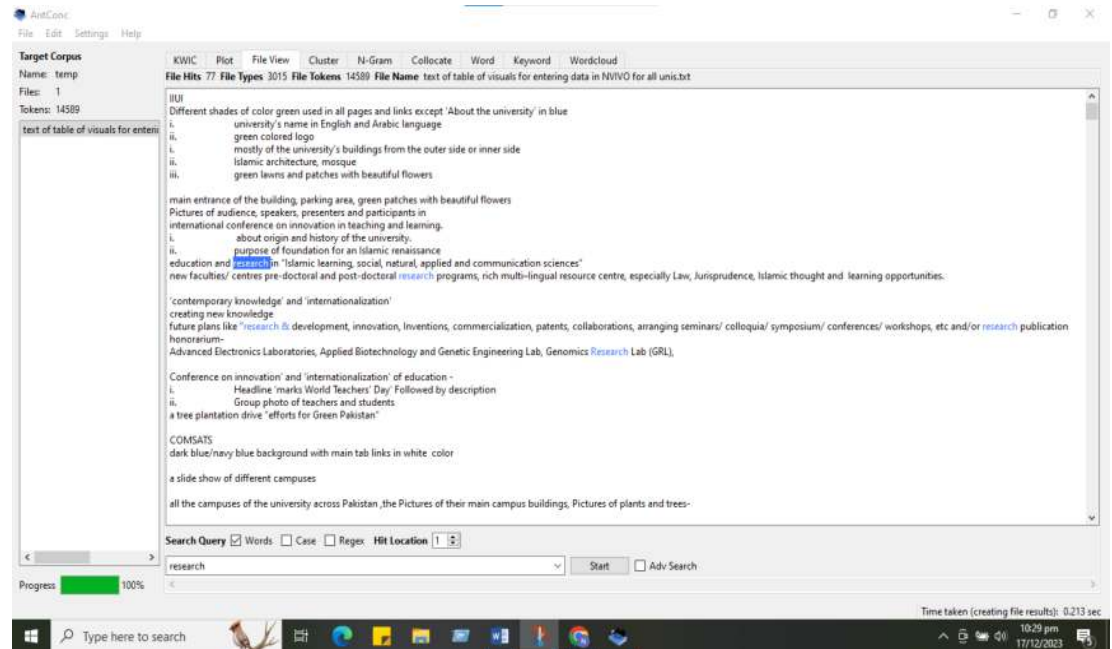 AntConc
File Edit Settings Help
Target Corpus
Name: temp
Files: 1
Tokens: 14589
text of table of visuals for enterin
KWIC Plot File View Cluster N-Gram Collocate Word Keyword Wordcloud
File Hits 77 File Types 3015 File Tokens 14589 File Name text of table of visuals for entering data in NVIVO for all unis.txt
IIUI
Different shades of color green used in all pages and links except 'About the university' in blue
i. university's name in English and Arabic language
ii. green colored logo
i. mostly of the university's buildings from the outer side or inner side
ii. Islamic architecture, mosque
iii. green lawns and patches with beautiful flowers
main entrance of the building, parking area, green patches with beautiful flowers
Pictures of audience, speakers, presenters and participants in
international conference on innovation in teaching and learning.
i. about origin and history of the university.
ii. purpose of foundation for an Islamic renaissance
education and research in "Islamic learning, social, natural, applied and communication sciences"
new faculties/ centres pre-doctoral and post-doctoral research programs, rich multi-lingual resource centre, especially Law, Jurisprudence, Islamic thought and learning opportunities.
'contemporary knowledge' and 'internationalization'
creating new knowledge
future plans like "research & development, innovation, Inventions, commercialization, patents, collaborations, arranging seminars/ colloquia/ symposium/ conferences/ workshops, etc and/or research publication
honorarium-
Advanced Electronics Laboratories, Applied Biotechnology and Genetic Engineering Lab, Genomics Research Lab (GRL),
Conference on innovation' and 'internationalization' of education -
i. Headline 'marks World Teachers' Day' Followed by description
ii. Group photo of teachers and students
a tree plantation drive "efforts for Green Pakistan"
COMSATS
dark blue/navy blue background with main tab links in white color
a slide show of different campuses
all the campuses of the university across Pakistan ,the Pictures of their main campus buildings, Pictures of plants and trees-
Search Query Words Case Regex Hit Location 1
research Start Adv Search
Progress 100%
Time taken (creating file results): 0.213 sec
Type here to search
10:29 pm
17/12/2023